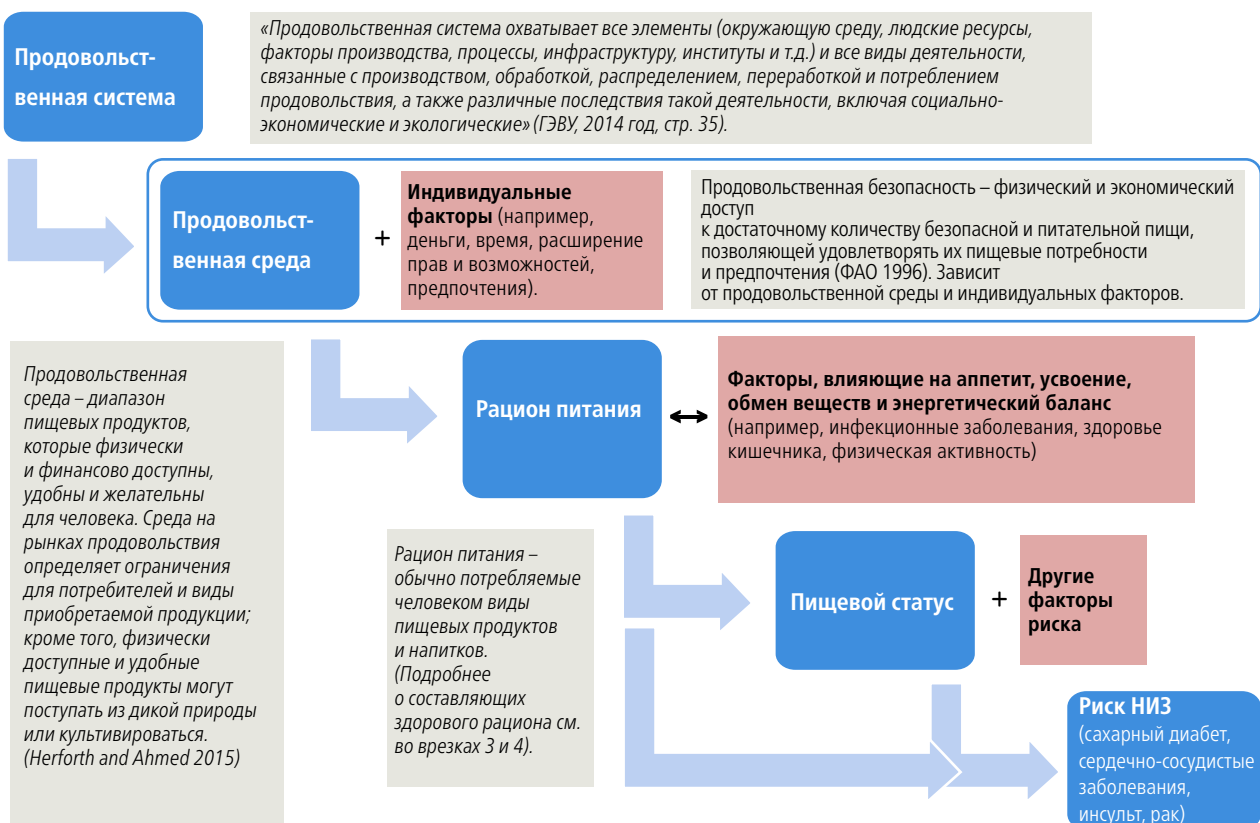 Продовольст-
венная система
«Продовольственная система охватывает все элементы (окружающую среду, людские ресурсы,
факторы производства, процессы, инфраструктуру, институты и т.д.) и все виды деятельности,
связанные с производством, обработкой, распределением, переработкой и потреблением
продовольствия, а также различные последствия такой деятельности, включая социально-
экономические и экологические» (ГЭВУ, 2014 год, стр. 35).
Продовольст-
венная среда
+
Индивидуальные
факторы (например,
деньги, время, расширение
прав и возможностей,
предпочтения).
Продовольственная безопасность – физический и экономический
доступ
к достаточному количеству безопасной и питательной пищи,
позволяющей удовлетворять их пищевые потребности
и предпочтения (ФАО 1996). Зависит
от продовольственной среды и индивидуальных факторов.
Продовольственная
среда – диапазон
пищевых продуктов,
которые физически
и финансово доступны,
удобны и желательны
для человека. Среда на
рынках продовольствия
определяет ограничения
для потребителей и виды
приобретаемой продукции;
кроме того, физически
доступные и удобные
пищевые продукты могут
поступать из дикой природы
или культивироваться.
(Herforth and Ahmed 2015)
Рацион питания
Факторы, влияющие на аппетит, усвоение,
обмен веществ и энергетический баланс
(например, инфекционные заболевания, здоровье
кишечника, физическая активность)
Рацион питания –
обычно потребляемые
человеком виды
пищевых продуктов
и напитков.
(Подробнее
о составляющих
здорового рациона см.
во врезках 3 и 4).
Пищевой статус
+
Другие
факторы
риска
Риск НИЗ
(сахарный диабет,
сердечно-сосудистые
заболевания,
инсульт, рак)